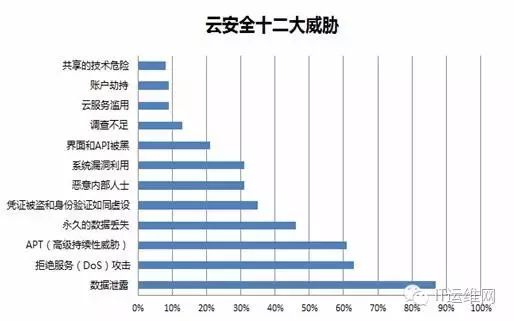 云安全十二大威胁
共享的技术危险
账户劫持
云服务滥用
调查不足
界面和API被黑
系统漏洞利用
恶意内部人士
凭证被盗和身份验证如同虚设
永久的数据丢失
APT（高级持续性威胁）
拒绝服务（DoS）攻击
数据泄露
0% 10% 20% 30% 40% 50% 60% 70% 80% 90% 100%
IT运维网